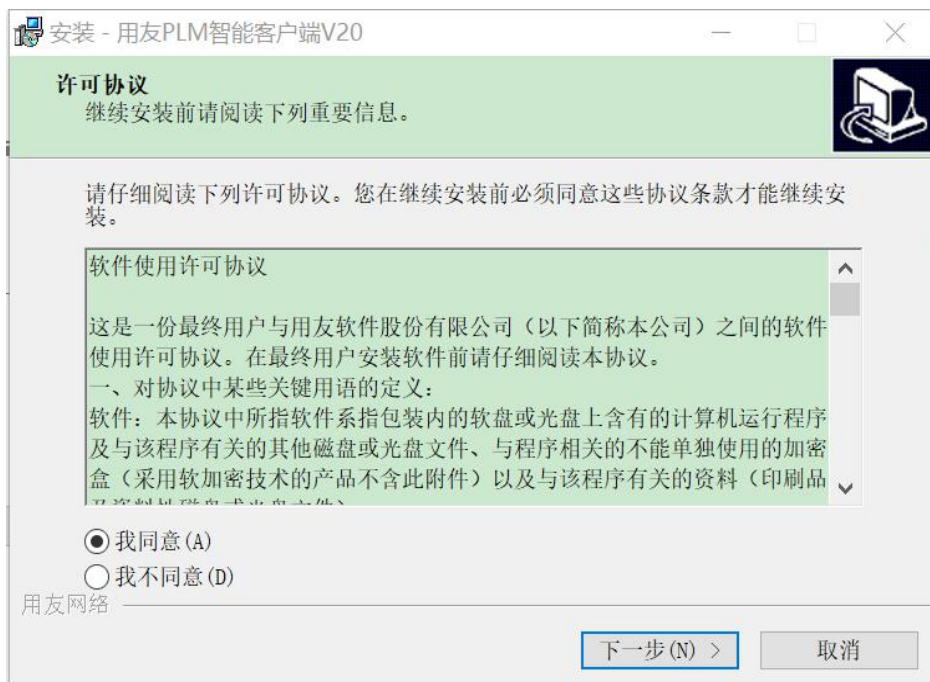 安装 - 用友PLM智能客户端V20
许可协议
继续安装前请阅读下列重要信息。
请仔细阅读下列许可协议。您在继续安装前必须同意这些协议条款才能继续安
装。
软件使用许可协议
这是一份最终用户与用友软件股份有限公司（以下简称本公司）之间的软件
使用许可协议。在最终用户安装软件前请仔细阅读本协议。
一、对协议中某些关键用语的定义：
软件：本协议中所指软件系指包装内的软盘或光盘上含有的计算机运行程序
及与该程序有关的其他磁盘或光盘文件、与程序相关的不能单独使用的加密
盒（采用软加密技术的产品不含此附件）以及与该程序有关的资料（印刷品
我同意(A)
我不同意(D)
用友网络
下一步(N) >
取消